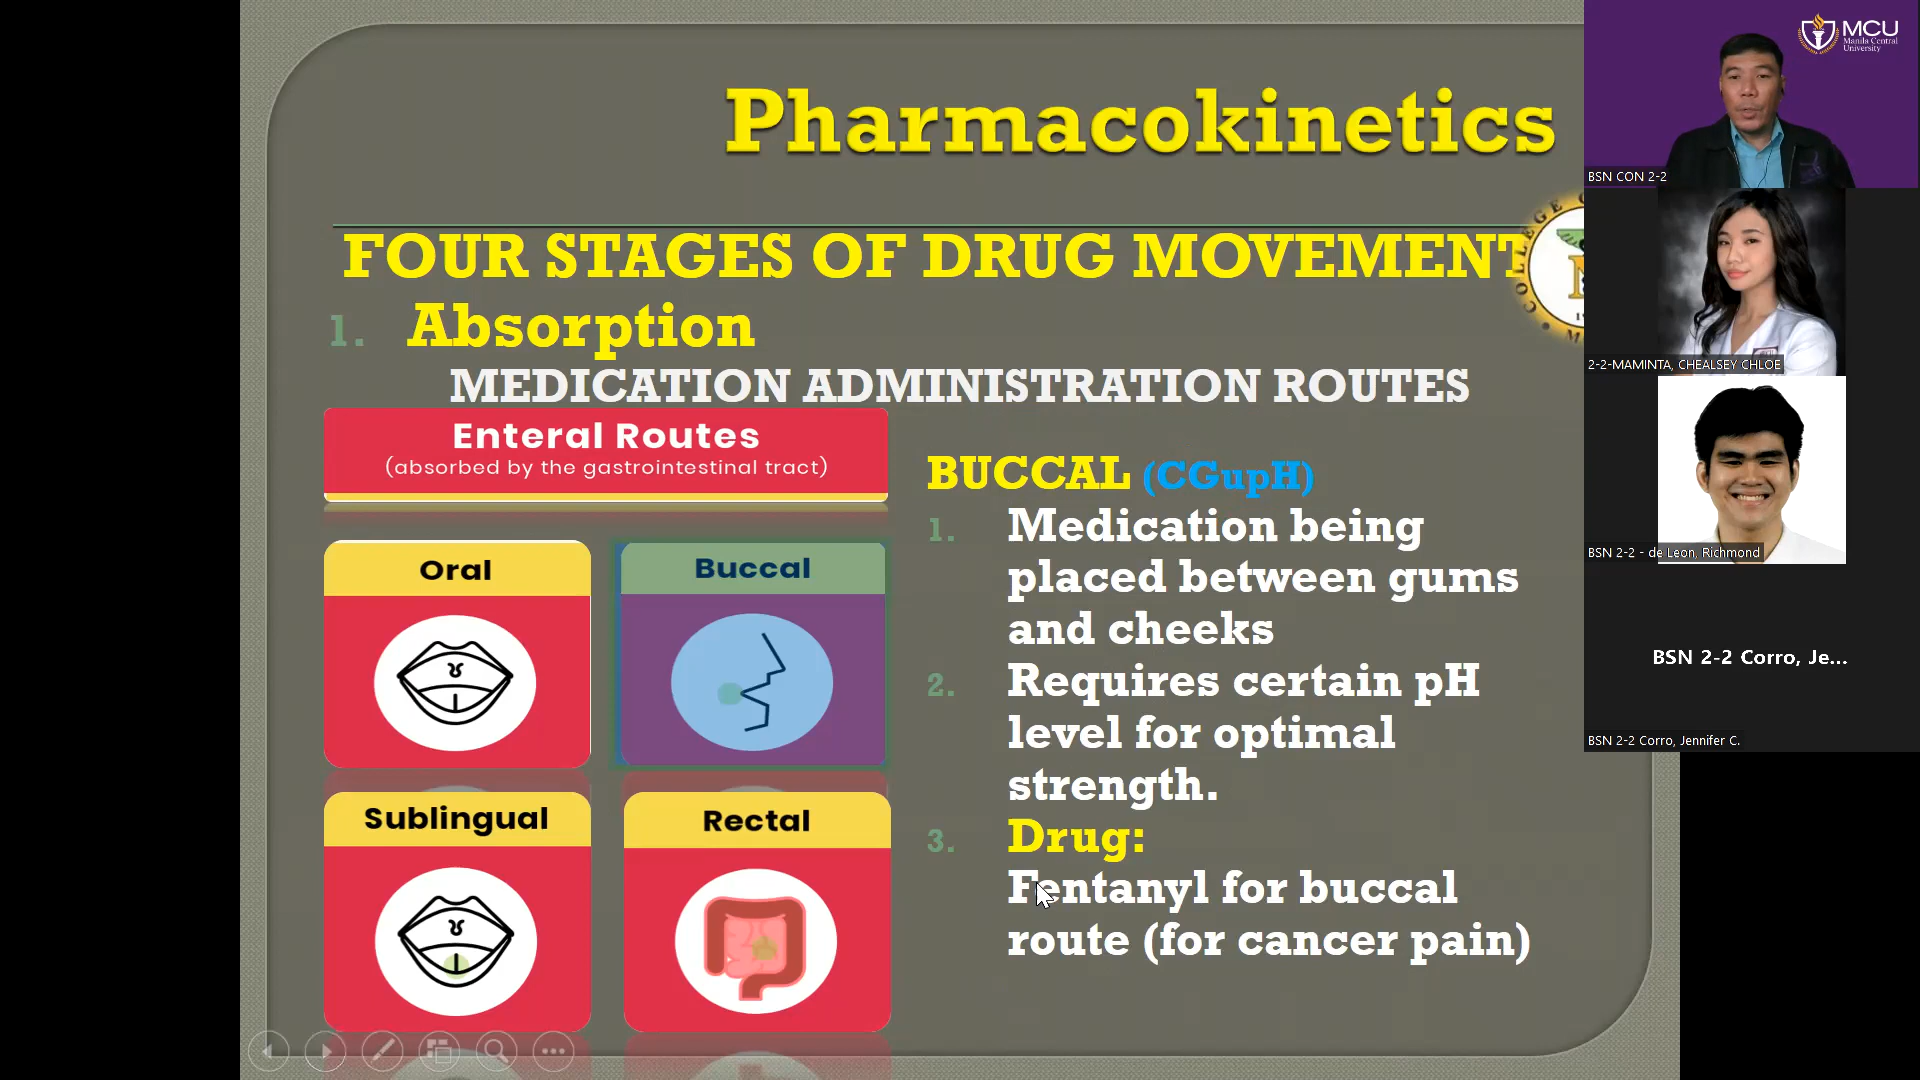 Pharmacokinetics
FOUR STAGES OF DRUG MOVEMENT
1. Absorption
MEDICATION ADMINISTRATION ROUTES
Enteral Routes
(absorbed by the gastrointestinal tract)
Oral
Buccal
Sublingual
Rectal
BUCCAL (CGupH)
1. Medication being
placed between gums
and cheeks
2. Requires certain pH
level for optimal
strength.
3. Drug:
Fentanyl for buccal
route (for cancer pain)
MCU
Manila Central
University
BSN CON 2-2
2-2-MAMINTA, CHEALSEY CHLOE
BSN 2-2 - de Leon, Richmond
BSN 2-2 Corro, Je...
BSN 2-2 Corro, Jennifer C.